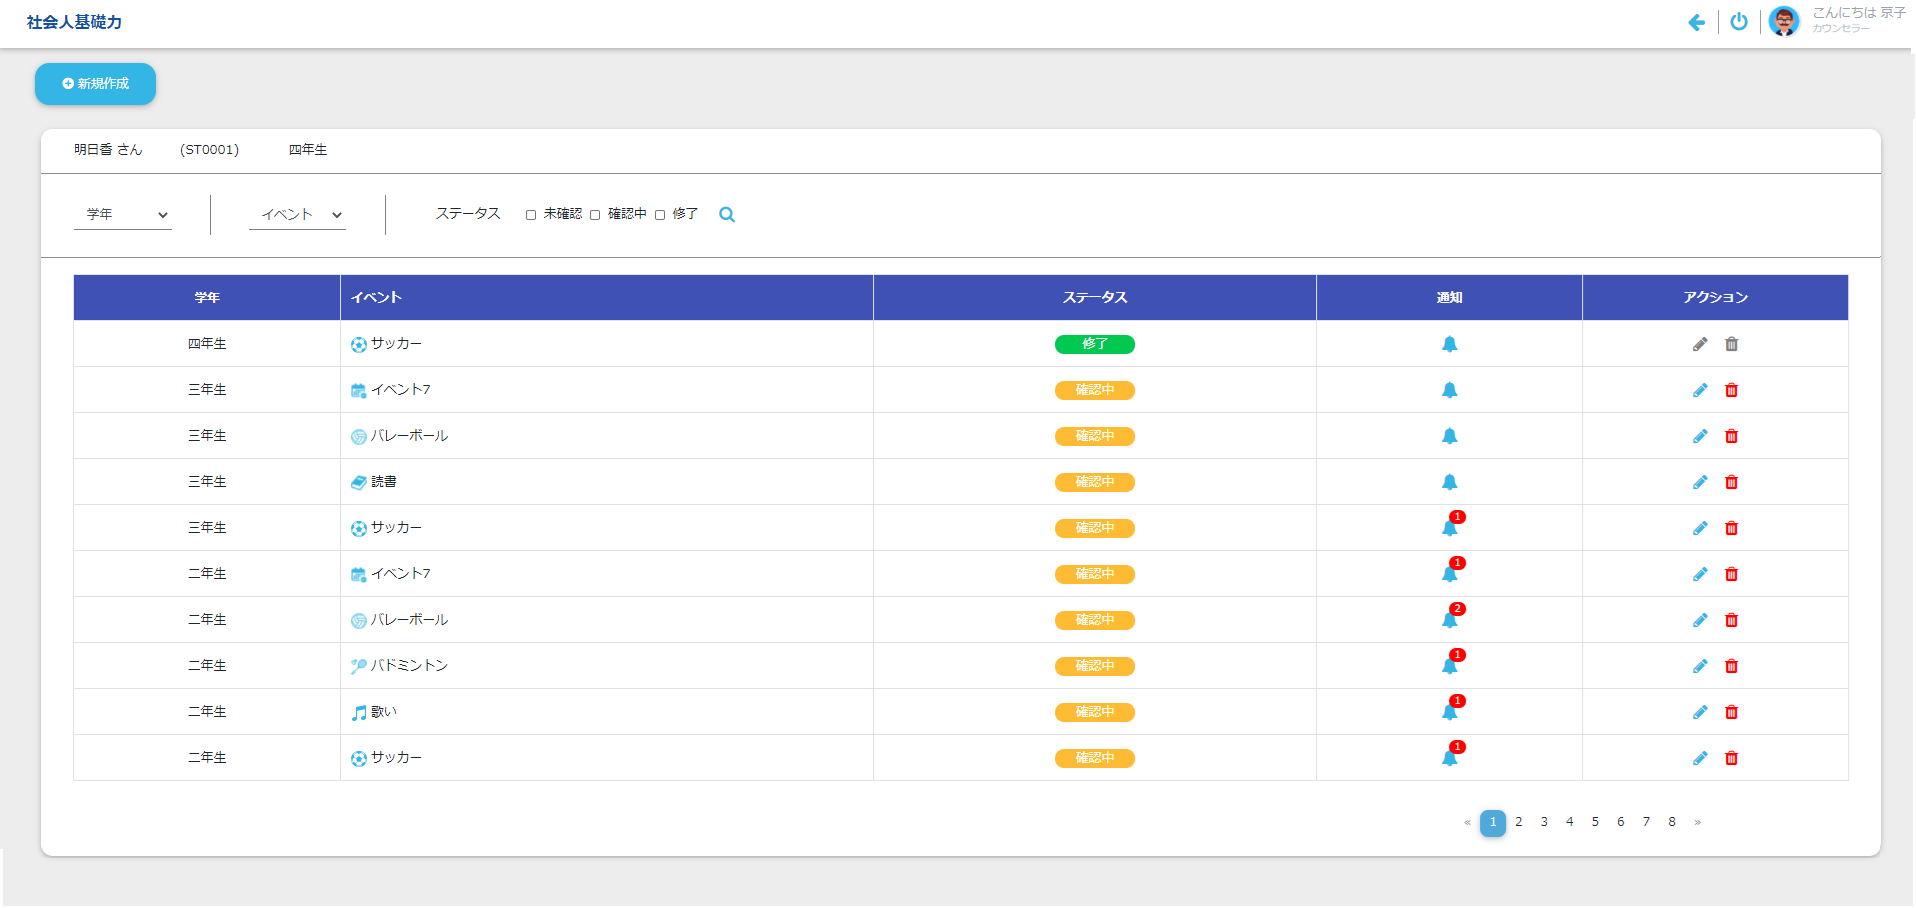 社会人基礎力
こんにちは 京子
カウンセラー
新規作成
明日香 さん (ST0001) 四年生
学年 イベント ステータス 未確認 確認中 修了
学年 イベント ステータス 通知 アクション
四年生 サッカー 修了
三年生 イベント7 確認中
三年生 バレーボール 確認中
三年生 読書 確認中
三年生 サッカー 確認中 1
二年生 イベント7 確認中 1
二年生 バレーボール 確認中 2
二年生 バドミントン 確認中 1
二年生 歌い 確認中 1
二年生 サッカー 確認中 1
« 1 2 3 4 5 6 7 8 »